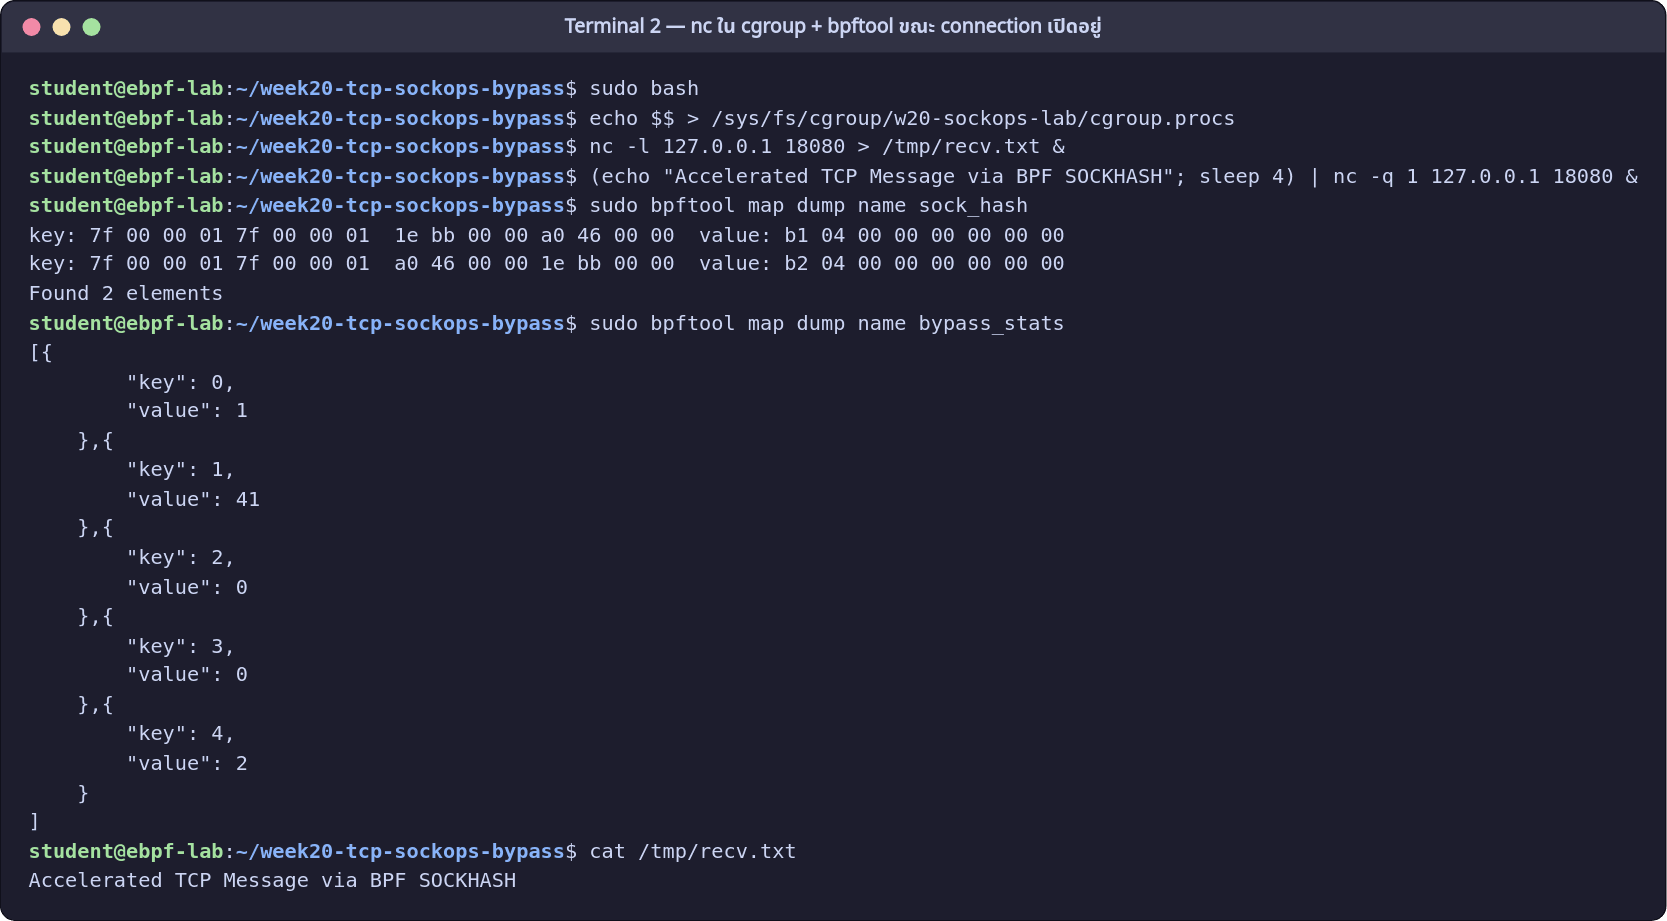 Terminal 2 — nc ใน cgroup + bpftool ขณะ connection เปิดอยู่
student@ebpf-lab:~/week20-tcp-sockops-bypass$ sudo bash
student@ebpf-lab:~/week20-tcp-sockops-bypass$ echo $$ > /sys/fs/cgroup/w20-sockops-lab/cgroup.procs
student@ebpf-lab:~/week20-tcp-sockops-bypass$ nc -l 127.0.0.1 18080 > /tmp/recv.txt &
student@ebpf-lab:~/week20-tcp-sockops-bypass$ (echo "Accelerated TCP Message via BPF SOCKHASH"; sleep 4) | nc -q 1 127.0.0.1 18080 &
student@ebpf-lab:~/week20-tcp-sockops-bypass$ sudo bpftool map dump name sock_hash
key: 7f 00 00 01 7f 00 00 01  1e bb 00 00 a0 46 00 00  value: b1 04 00 00 00 00 00 00
key: 7f 00 00 01 7f 00 00 01  a0 46 00 00 1e bb 00 00  value: b2 04 00 00 00 00 00 00
Found 2 elements
student@ebpf-lab:~/week20-tcp-sockops-bypass$ sudo bpftool map dump name bypass_stats
[{
        "key": 0,
        "value": 1
    },{
        "key": 1,
        "value": 41
    },{
        "key": 2,
        "value": 0
    },{
        "key": 3,
        "value": 0
    },{
        "key": 4,
        "value": 2
    }
]
student@ebpf-lab:~/week20-tcp-sockops-bypass$ cat /tmp/recv.txt
Accelerated TCP Message via BPF SOCKHASH